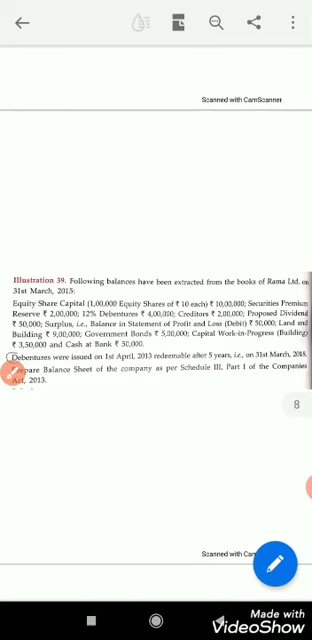 Scanned with CamScanner
Illustration 39. Following balances have been extracted from the books of Rama Ltd. on
31st March, 2015:
Equity Share Capital (1,00,000 Equity Shares of ₹ 10 each) ₹ 10,00,000; Securities Premium
Reserve ₹ 2,00,000; 12% Debentures ₹ 4,00,000; Creditors ₹ 2,00,000; Proposed Dividend
₹ 50,000; Surplus, i.e., Balance in Statement of Profit and Loss (Debit) ₹ 50,000; Land and
Building ₹ 9,00,000; Government Bonds ₹ 5,00,000; Capital Work-in-Progress (Building)
₹ 3,50,000 and Cash at Bank ₹ 50,000.
Debentures were issued on 1st April, 2013 redeemable after 5 years, i.e., on 31st March, 2018.
Prepare Balance Sheet of the company as per Schedule III, Part I of the Companies
Act, 2013.
8
Scanned with Cam
Made with
VideoShow